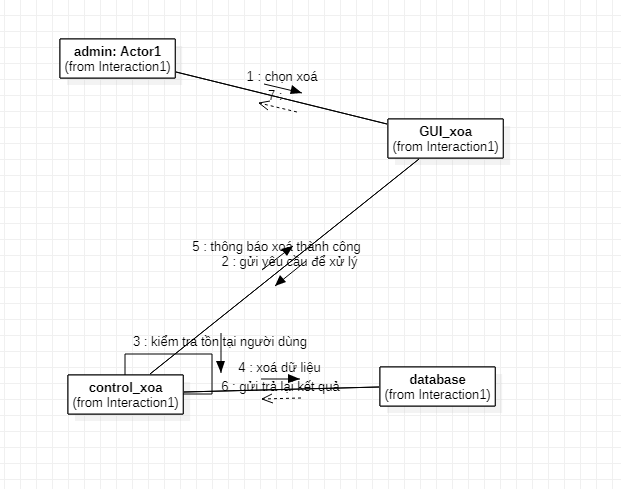 admin: Actor1
(from Interaction1)
1 : chọn xoá
7 :
GUI_xoa
(from Interaction1)
5 : thông báo xoá thành công
2 : gửi yêu cầu để xử lý
3 : kiểm tra tồn tại người dùng
4 : xoá dữ liệu
6 : gửi trả lại kết quả
control_xoa
(from Interaction1)
database
(from Interaction1)